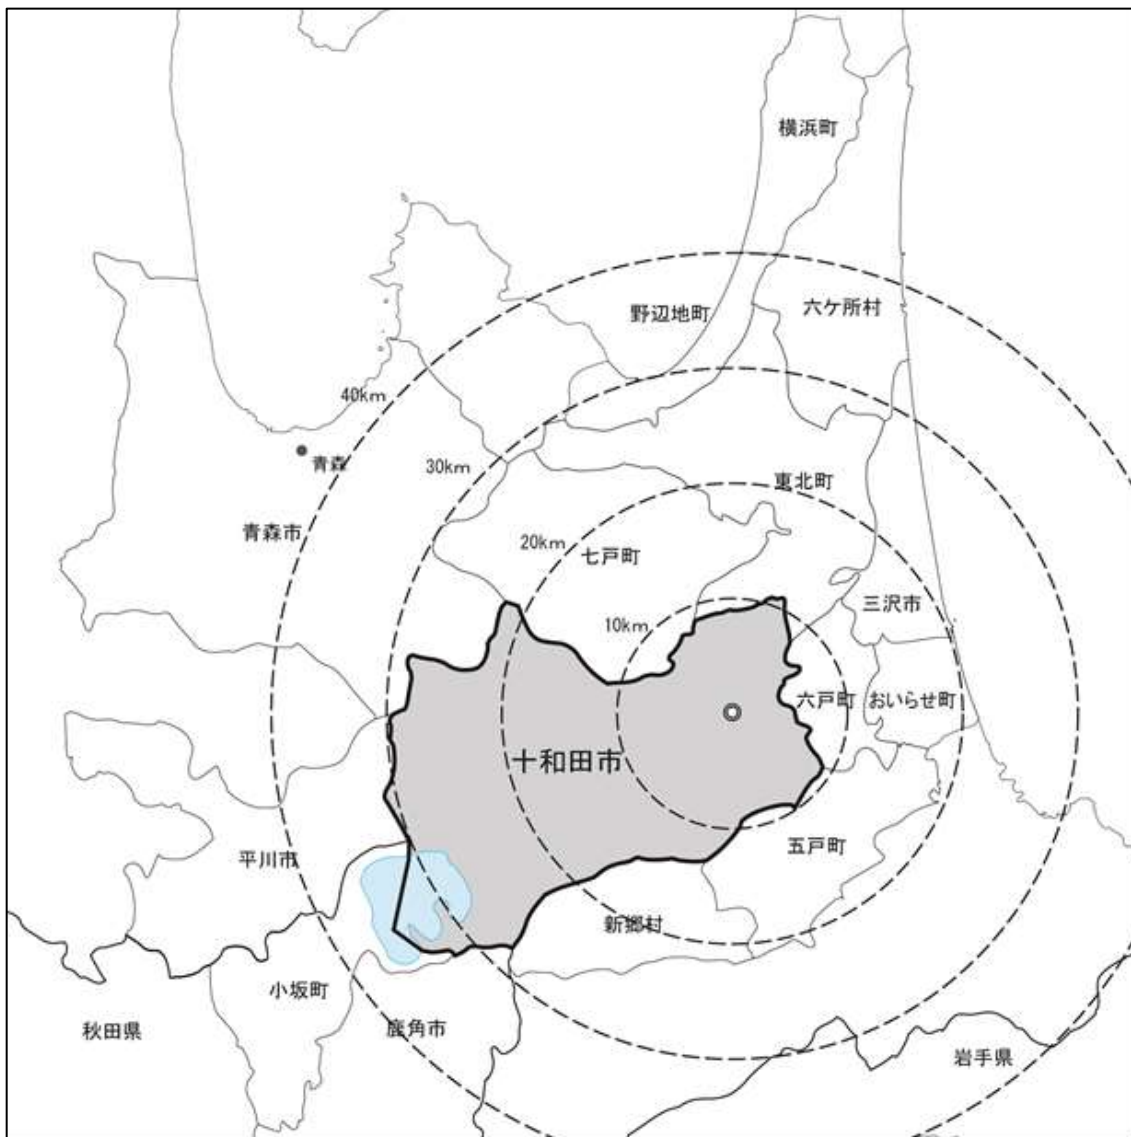 横浜町
野辺地町
六ケ所村
40km
青森
30km
東北町
青森市
20km
七戸町
三沢市
10km
六戸町
おいらせ町
十和田市
五戸町
平川市
新郷村
小坂町
秋田県
鹿角市
岩手県